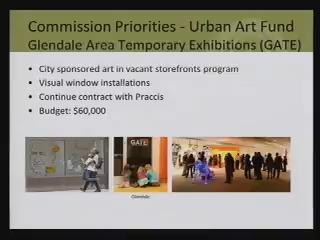 Commission Priorities - Urban Art Fund
Glendale Area Temporary Exhibitions (GATE)
• City sponsored art in vacant storefronts program
• Visual window installations
• Continue contract with Praccis
• Budget: $60,000
GATE
Glendale